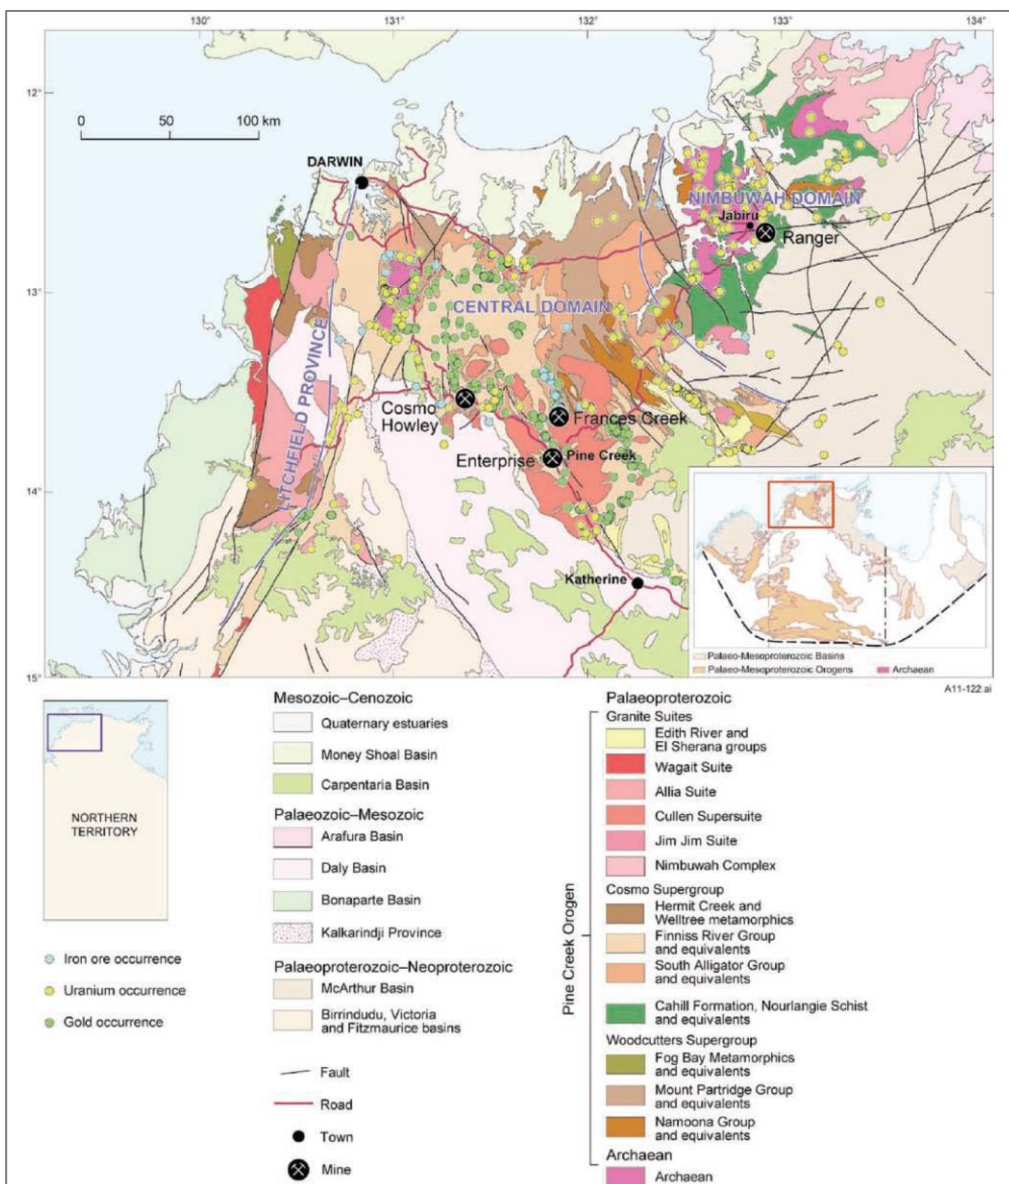 130°
131°
132°
133°
134°
12°
0 50 100 km
DARWIN
NIMBUWAH DOMAIN
Jabiru
Ranger
13°
CENTRAL DOMAIN
LITCHFIELD PROVINCE
Cosmo
Howley
Frances Creek
Enterprise
Pine Creek
14°
Katherine
15°
Palaeo-Mesoproterozoic Basins
Palaeo-Mesoproterozoic Orogens
Archaean
A11-122.ai
NORTHERN
TERRITORY
Iron ore occurrence
Uranium occurrence
Gold occurrence
Mesozoic–Cenozoic
Quaternary estuaries
Money Shoal Basin
Carpentaria Basin
Palaeozoic–Mesozoic
Arafura Basin
Daly Basin
Bonaparte Basin
Kalkarindji Province
Palaeoproterozoic–Neoproterozoic
McArthur Basin
Birrindudu, Victoria
and Fitzmaurice basins
Fault
Road
Town
Mine
Pine Creek Orogen
Palaeoproterozoic
Granite Suites
Edith River and
El Sherana groups
Wagait Suite
Allia Suite
Cullen Supersuite
Jim Jim Suite
Nimbuwah Complex
Cosmo Supergroup
Hermit Creek and
Welltree metamorphics
Finniss River Group
and equivalents
South Alligator Group
and equivalents
Cahill Formation, Nourlangie Schist
and equivalents
Woodcutters Supergroup
Fog Bay Metamorphics
and equivalents
Mount Partridge Group
and equivalents
Namoona Group
and equivalents
Archaean
Archaean